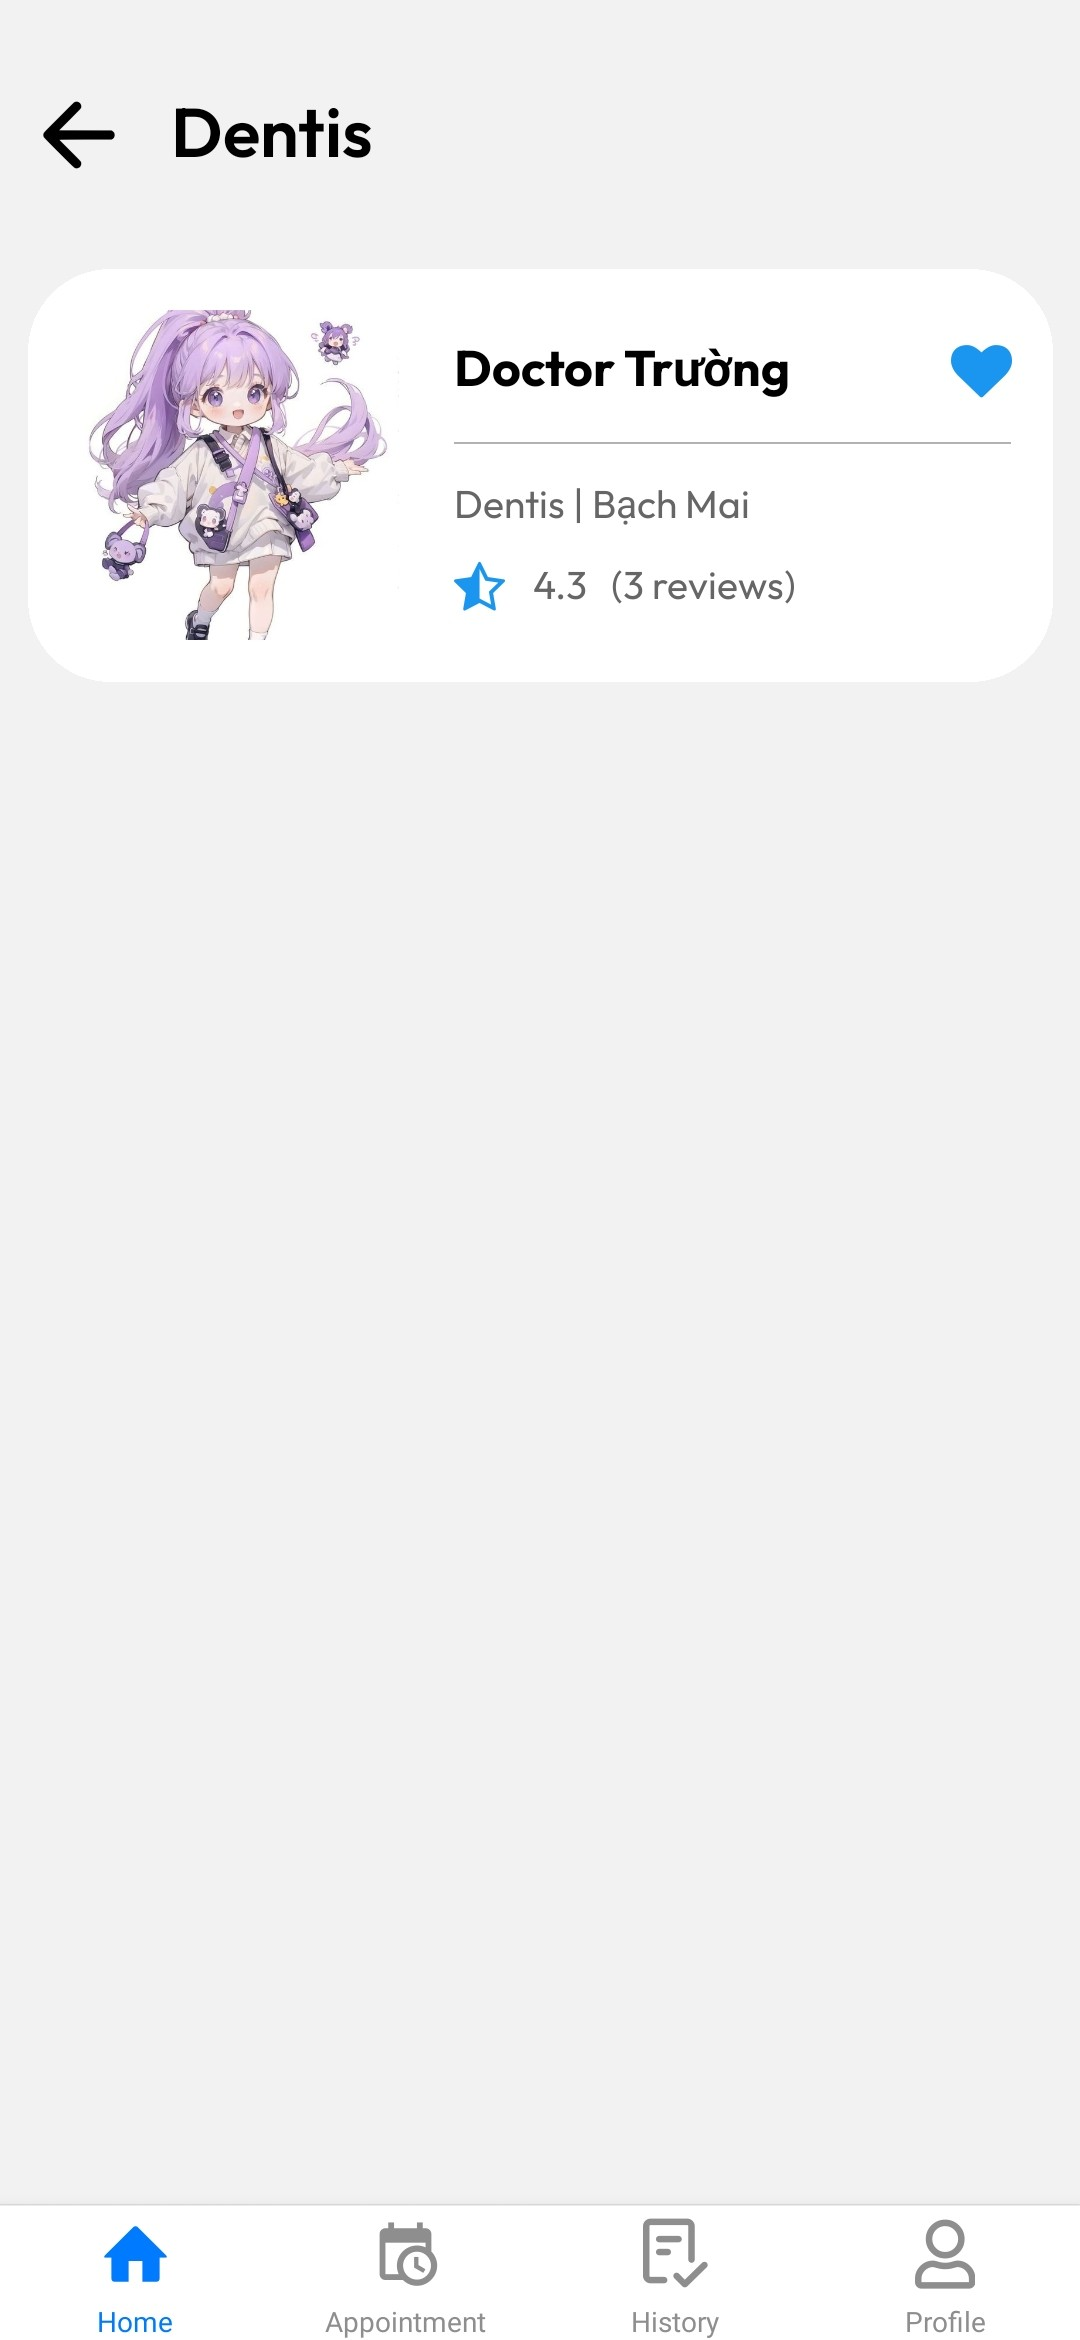 Dentis
Doctor Trường
Dentis | Bạch Mai
4.3 (3 reviews)
Home
Appointment
History
Profile